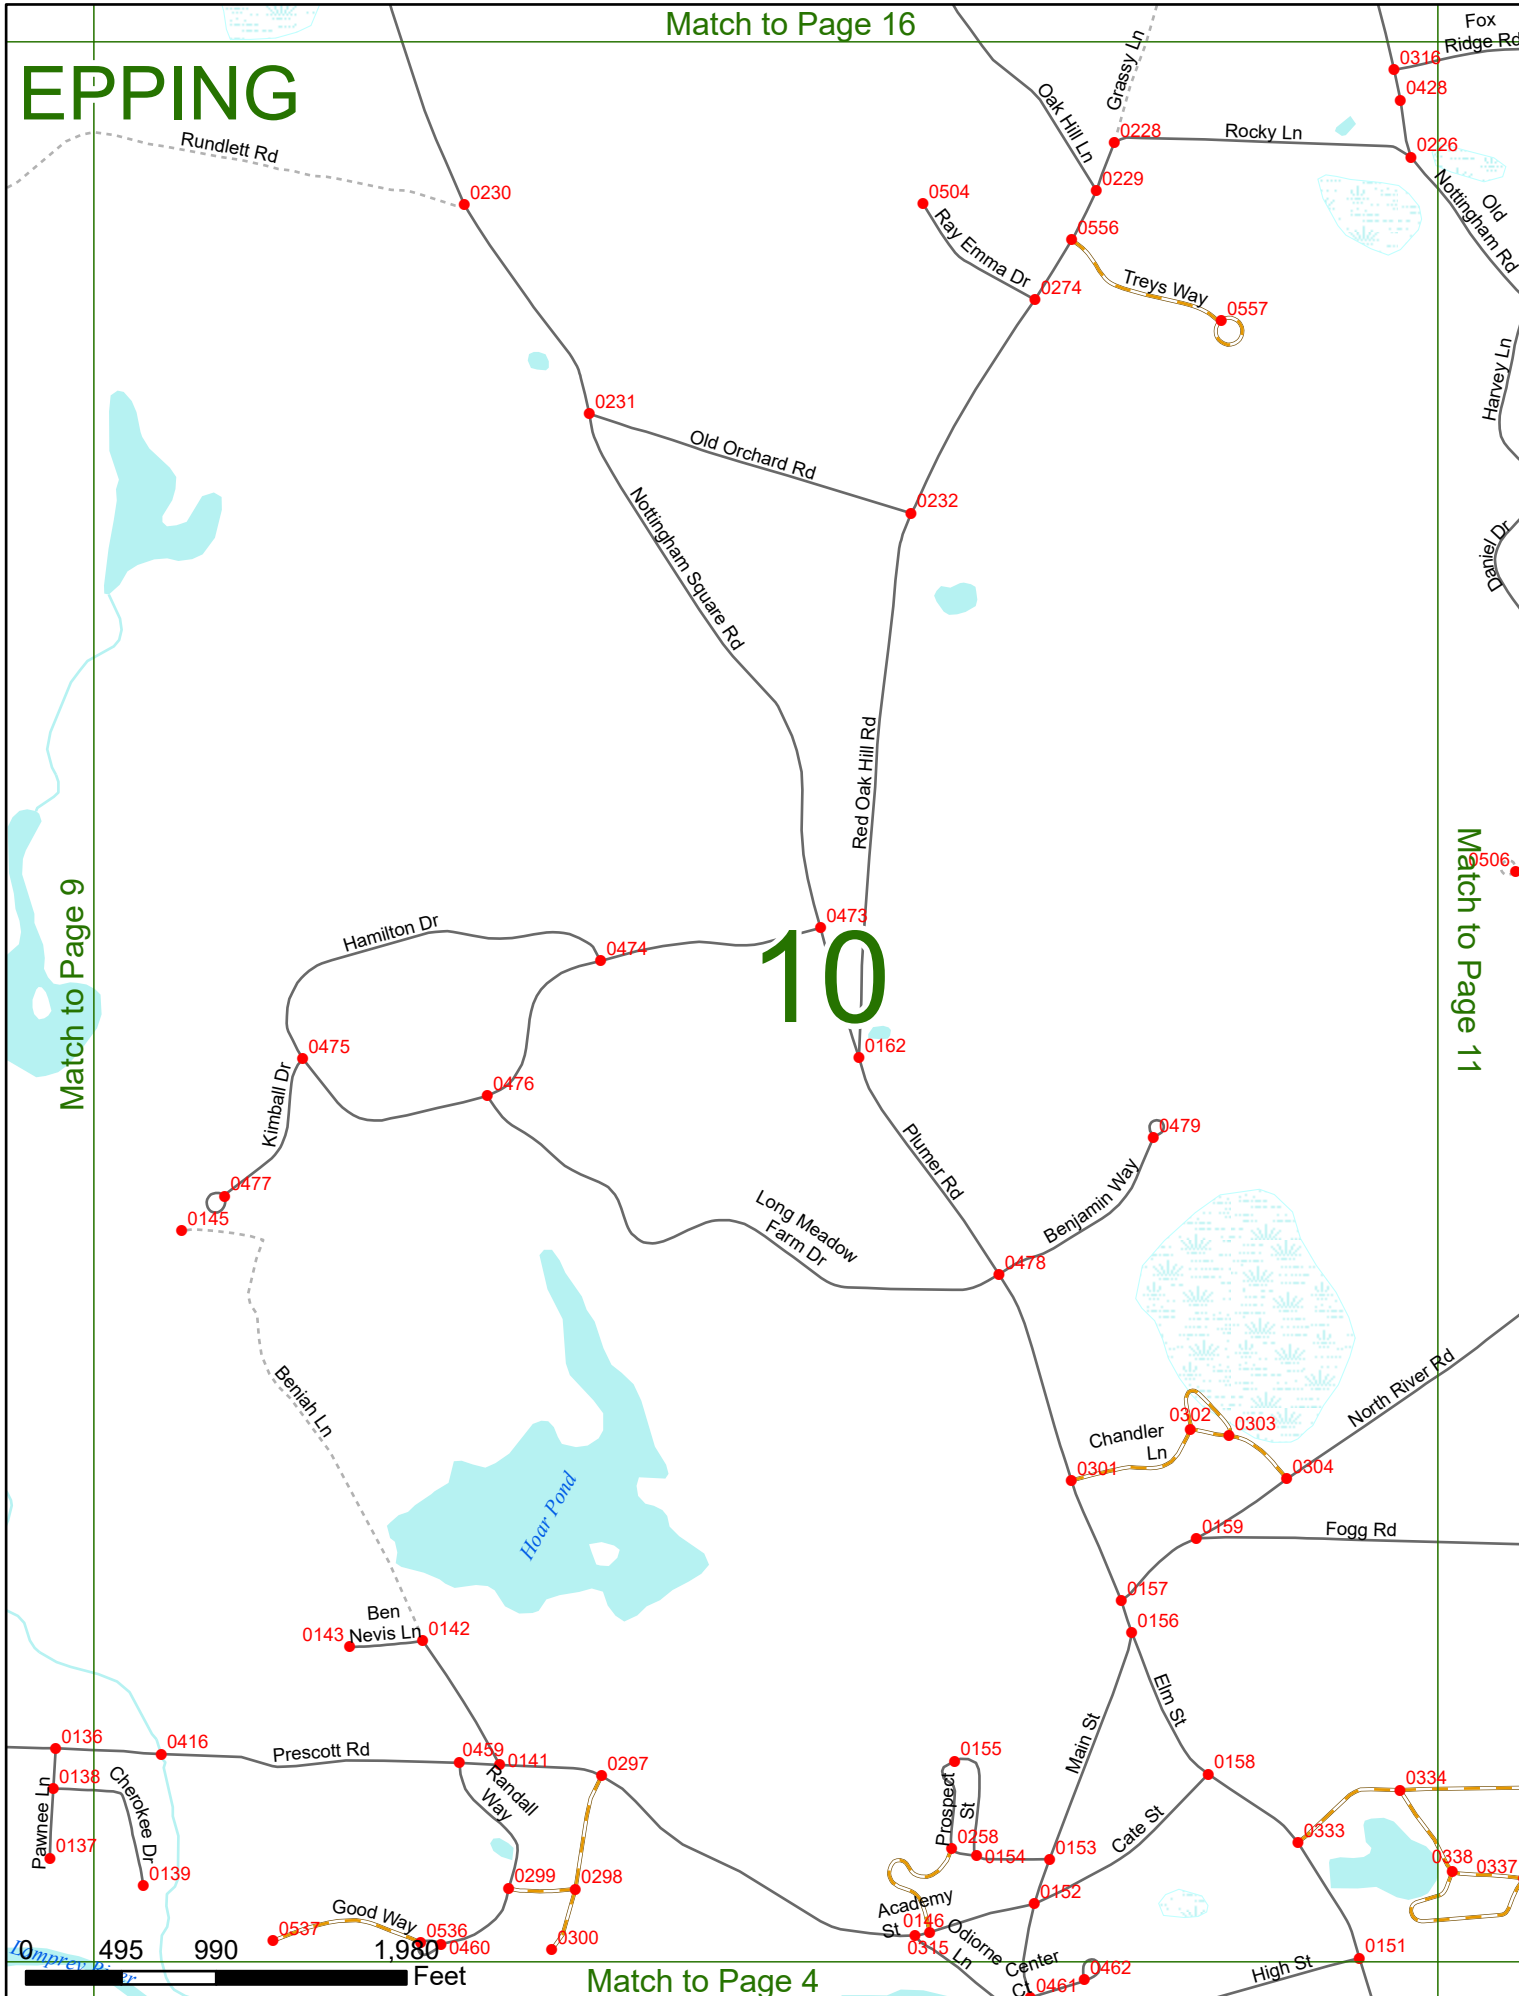 Match to Page 16
EPPING
Fox
Ridge Rd
0316
0428
Grassy Ln
Oak Hill Ln
0228
Rocky Ln
0226
Rundlett Rd
0230
0504
0229
Old
Nottingham Rd
Ray Emma Dr
0556
0274
Treys Way
0557
Harvey Ln
0231
Old Orchard Rd
0232
Nottingham Square Rd
Daniel Dr
Red Oak Hill Rd
Match to Page 9
Match to Page 11
0506
0473
Hamilton Dr
0474
10
0475
0162
Kimball Dr
0476
Plumer Rd
0479
Benjamin Way
0477
0145
Long Meadow
Farm Dr
0478
Beniah Ln
North River Rd
Chandler
Ln
0302
0303
0301
0304
Hoar Pond
0159
Fogg Rd
0157
Ben
Nevis Ln
0143
0142
0156
Elm St
Main St
0136
0416
Prescott Rd
0459
0141
0297
0155
0158
0138
Cherokee Dr
Pawnee Ln
Randall
Way
Prospect
St
0334
Cate St
0137
0258
0154
0153
0333
0139
0299
0298
0338
0337
Academy
St
0152
Good Way
0537
0536
0460
0300
0146
0315
Odiorne
Ln
Center
Ct
0461
0462
High St
0151
0 495 990 1,980
Feet
Lamprey River
Match to Page 4